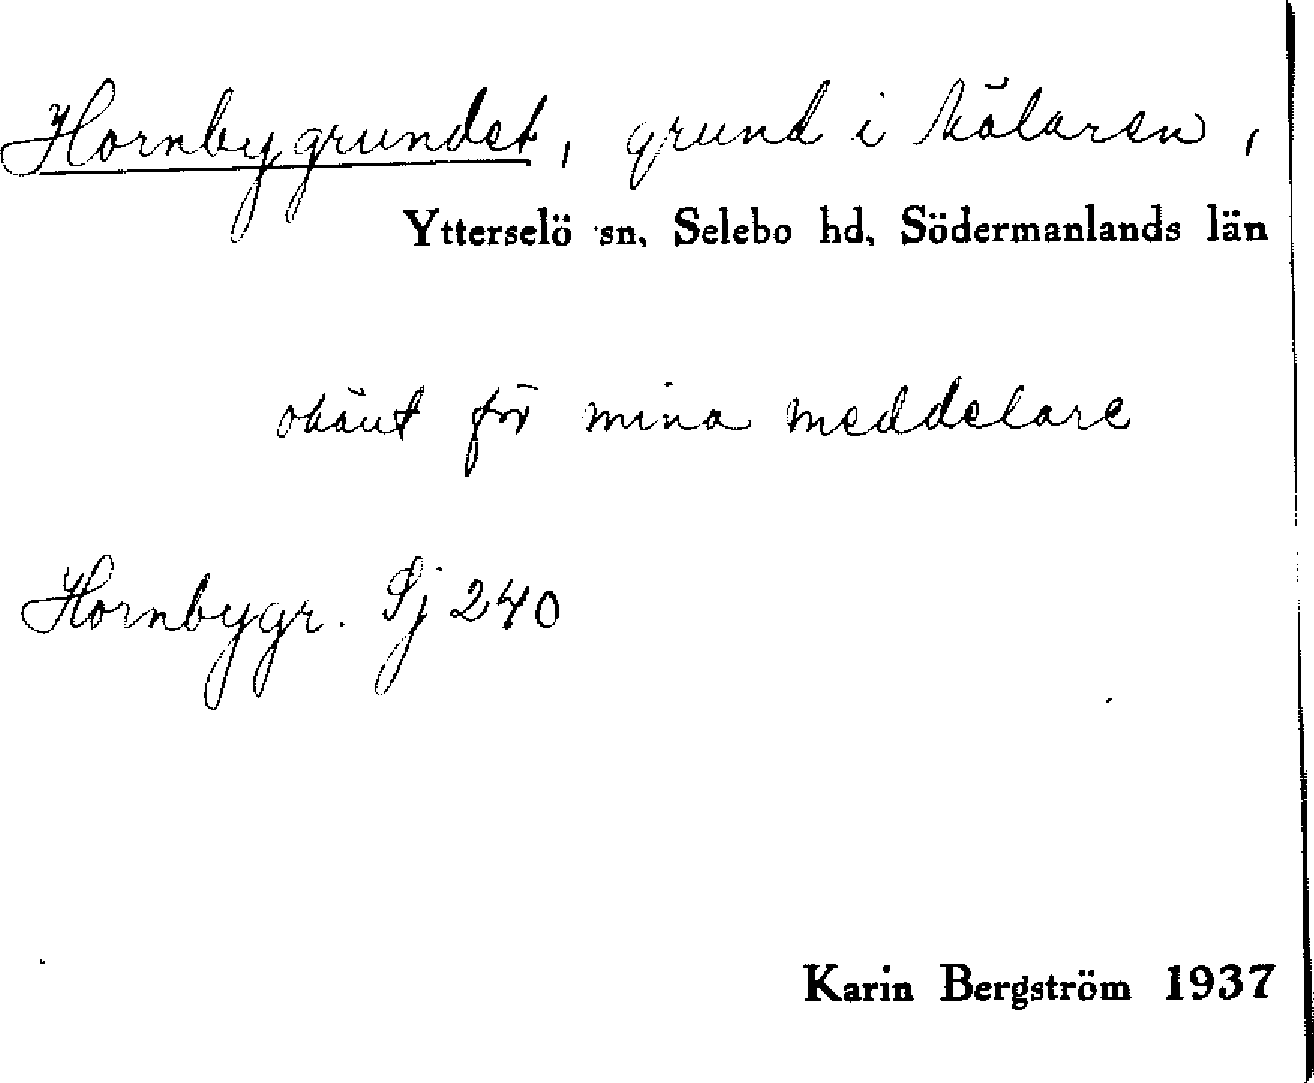 Hornbygrundet, grund i Mälaren,
Ytterselö sn, Selebo hd, Södermanlands län
okänt för mina meddelare
Hornbygr. Sj 240
Karin Bergström 1937